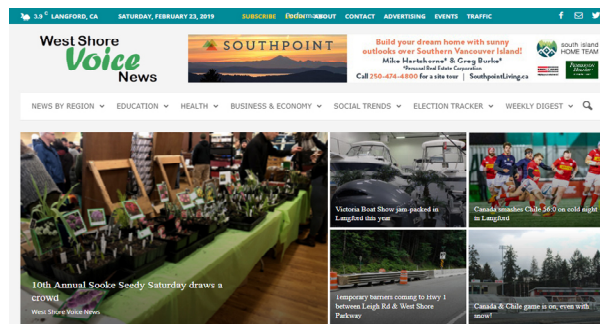 3.9 C LANGFORD, CA SATURDAY, FEBRUARY 23, 2019 SUBSCRIBE ABOUT CONTACT ADVERTISING EVENTS TRAFFIC
West Shore
Voice
News
SOUTHPOINT
Build your dream home with sunny
outlooks over Southern Vancouver Island!
Mike Hartshorne* & Greg Burke*
*Personal Real Estate Corporation
Call 250-474-4800 for a site tour | SouthpointLiving.ca
south island
HOME TEAM
NEWS BY REGION EDUCATION HEALTH BUSINESS & ECONOMY SOCIAL TRENDS ELECTION TRACKER WEEKLY DIGEST
10th Annual Sooke Seedy Saturday draws a
crowd
West Shore Voice News
Victoria Boat Show jam-packed in
Langford this year
Canada smashes Chile 56:0 on cold night
in Langford
Temporary barriers coming to Hwy 1
between Leigh Rd & West Shore
Parkway
Canada & Chile game is on, even with
snow!